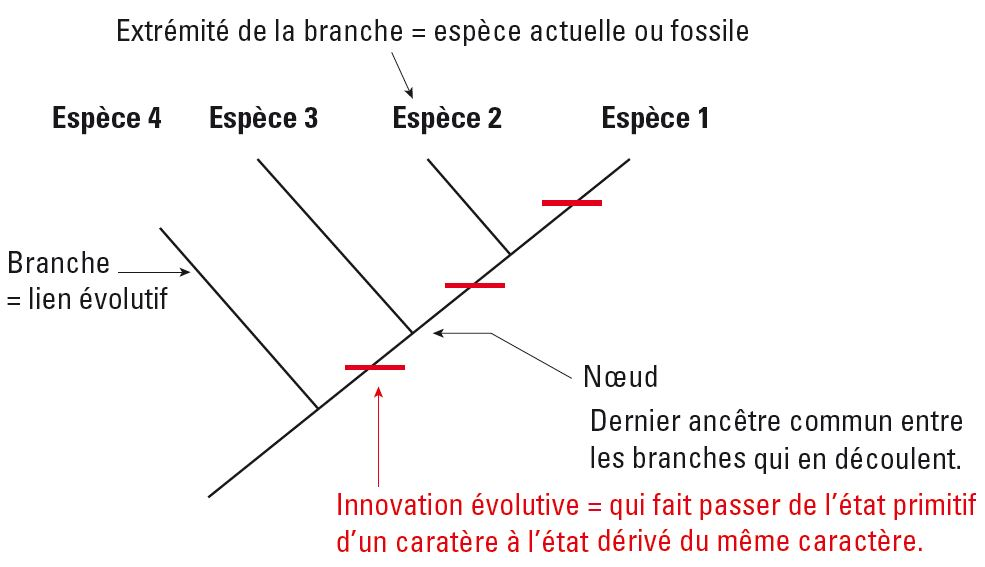 Extrémité de la branche = espèce actuelle ou fossile
Espèce 4 Espèce 3 Espèce 2 Espèce 1
Branche
= lien évolutif
Nœud
Dernier ancêtre commun entre
les branches qui en découlent.
Innovation évolutive = qui fait passer de l'état primitif
d'un caratère à l'état dérivé du même caractère.